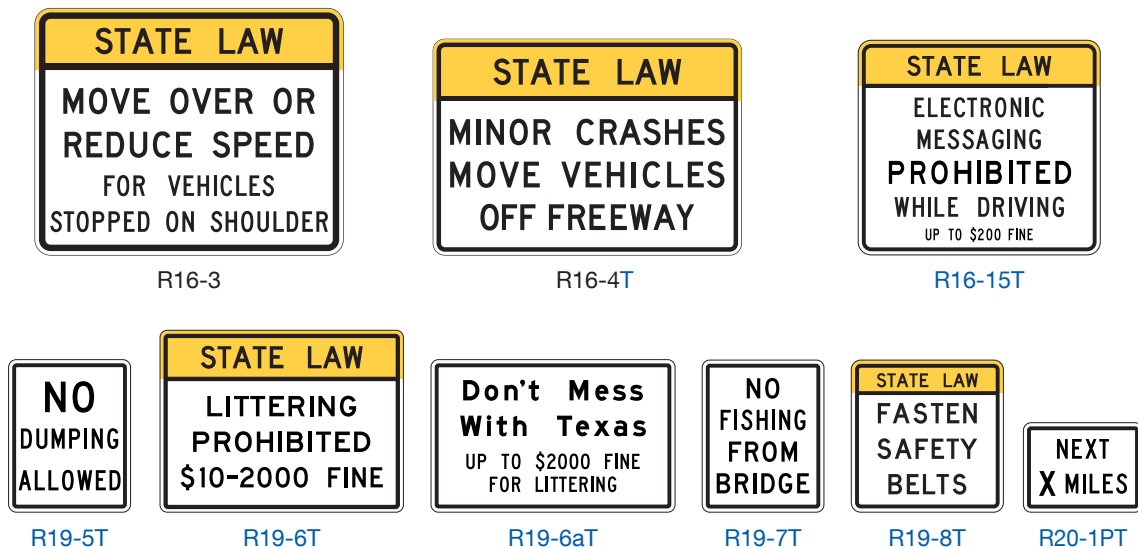 STATE LAW
MOVE OVER OR
REDUCE SPEED
FOR VEHICLES
STOPPED ON SHOULDER
R16-3
STATE LAW
MINOR CRASHES
MOVE VEHICLES
OFF FREEWAY
R16-4T
STATE LAW
ELECTRONIC
MESSAGING
PROHIBITED
WHILE DRIVING
UP TO $200 FINE
R16-15T
NO
DUMPING
ALLOWED
R19-5T
STATE LAW
LITTERING
PROHIBITED
$10-2000 FINE
R19-6T
Don't Mess
With Texas
UP TO $2000 FINE
FOR LITTERING
R19-6aT
NO
FISHING
FROM
BRIDGE
R19-7T
STATE LAW
FASTEN
SAFETY
BELTS
R19-8T
NEXT
X MILES
R20-1PT